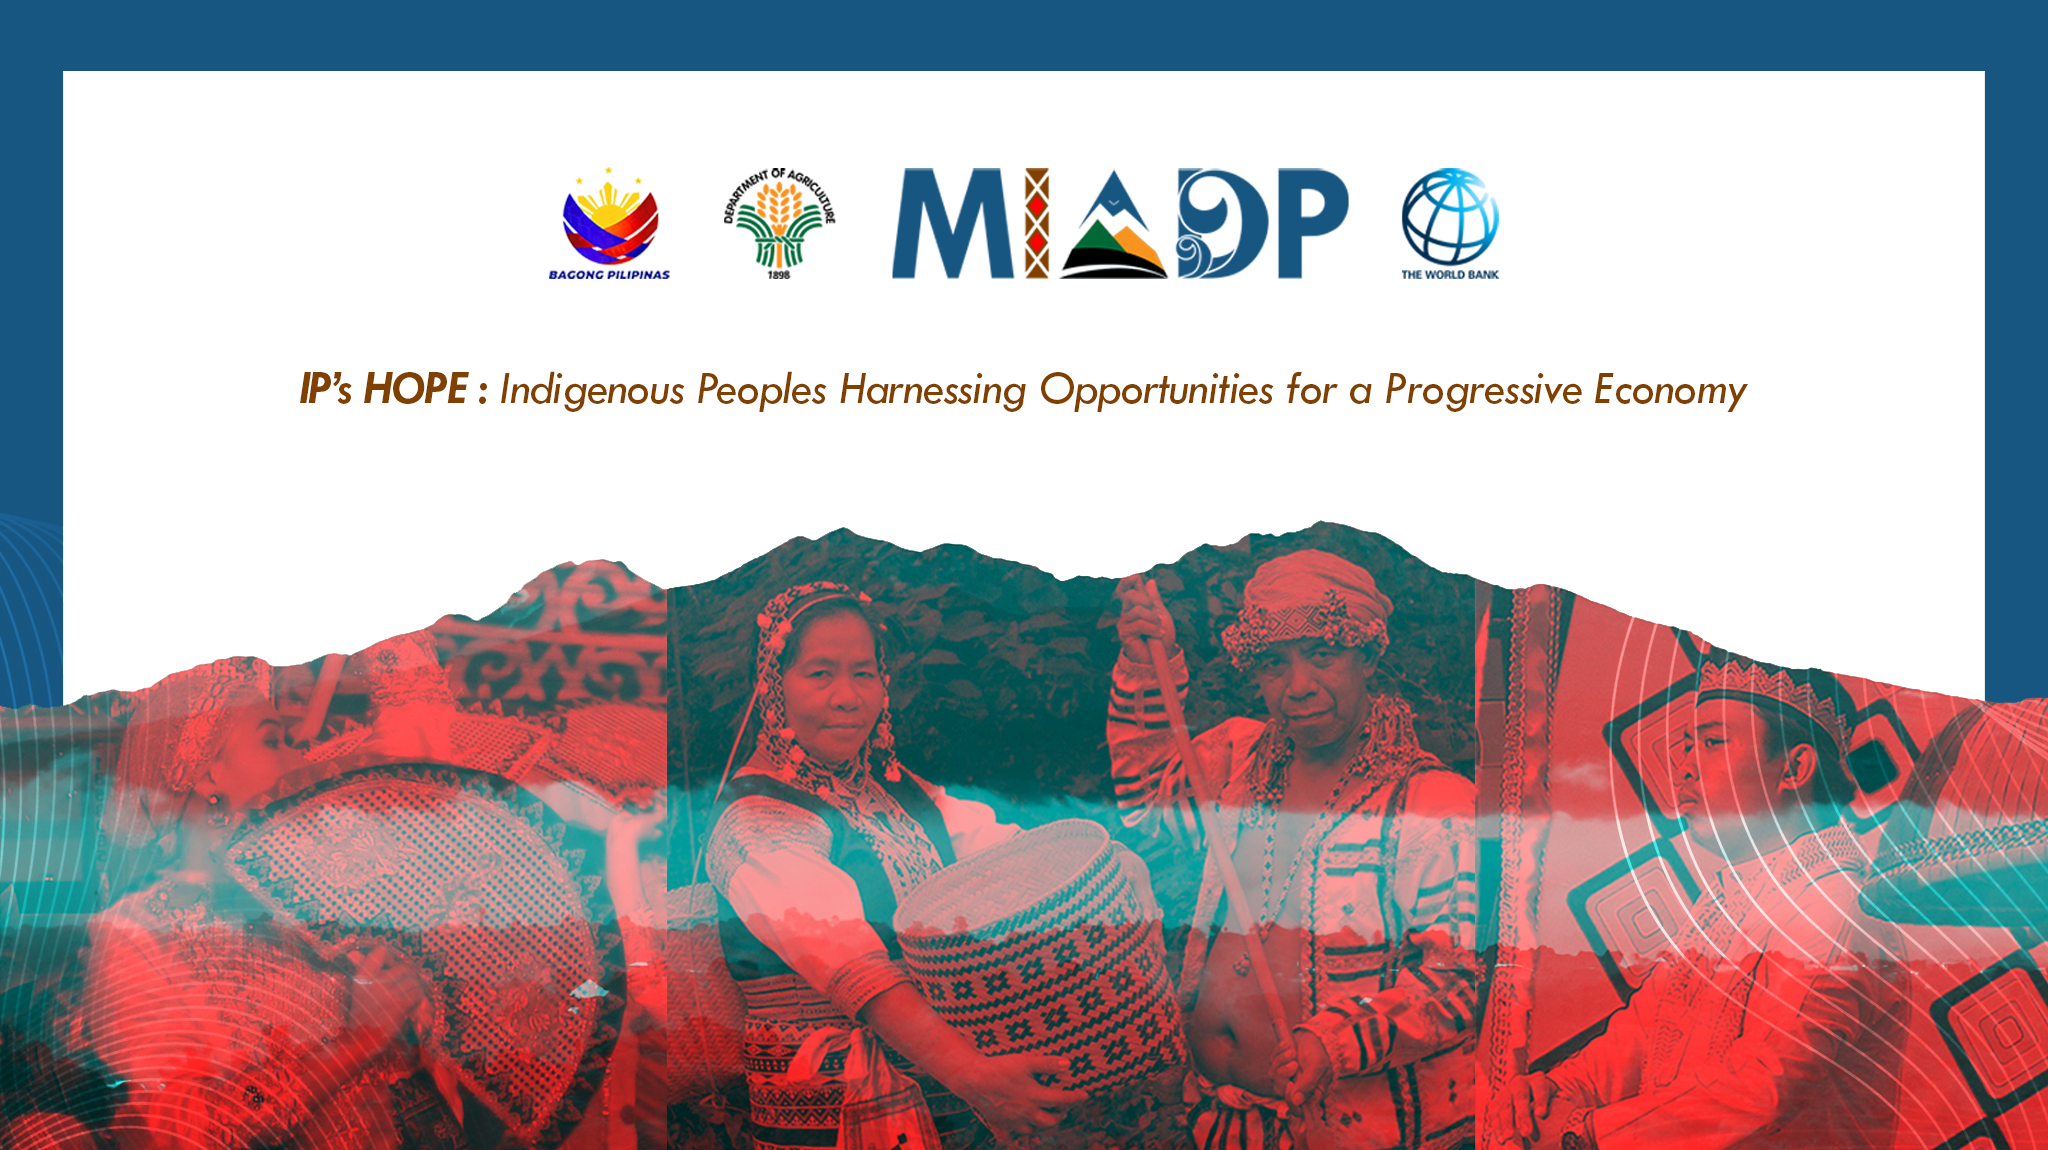 BAGONG PILIPINAS
DEPARTMENT OF AGRICULTURE
1898
MIADP
THE WORLD BANK
IP's HOPE : Indigenous Peoples Harnessing Opportunities for a Progressive Economy